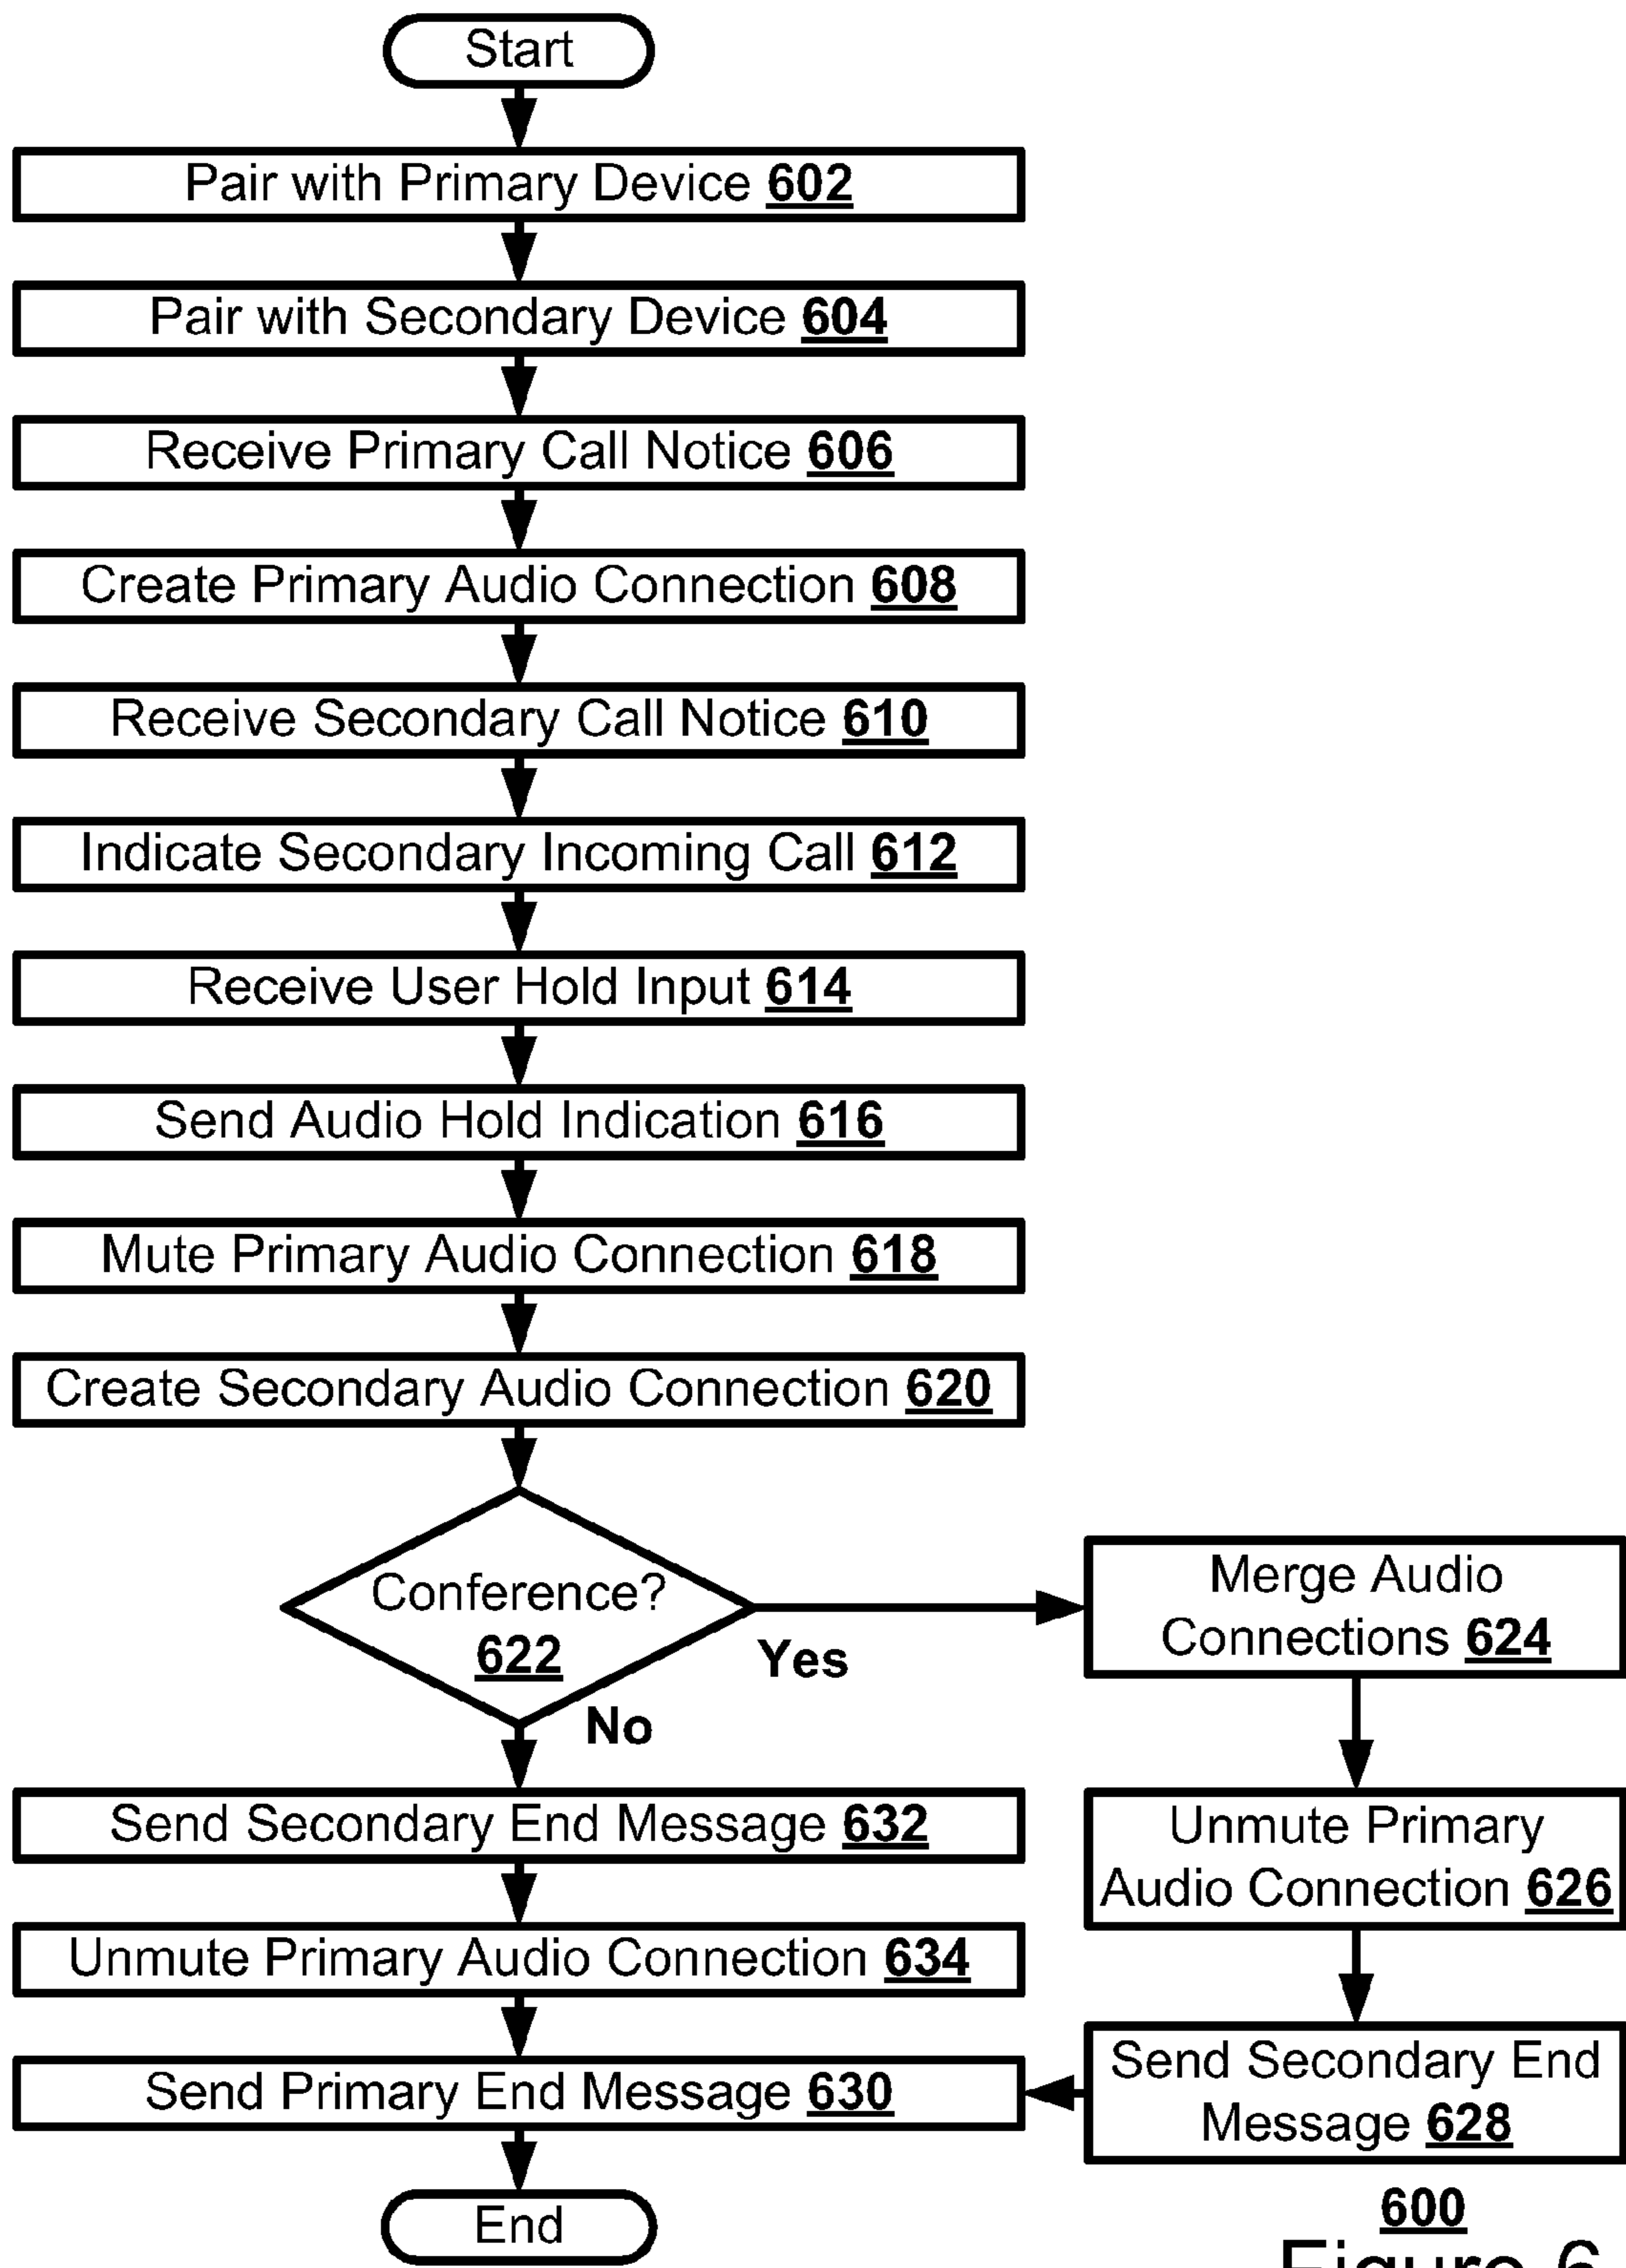 Start
Pair with Primary Device 602
Pair with Secondary Device 604
Receive Primary Call Notice 606
Create Primary Audio Connection 608
Receive Secondary Call Notice 610
Indicate Secondary Incoming Call 612
Receive User Hold Input 614
Send Audio Hold Indication 616
Mute Primary Audio Connection 618
Create Secondary Audio Connection 620
Conference?
622
Yes
No
Merge Audio
Connections 624
Unmute Primary
Audio Connection 626
Send Secondary End
Message 628
Send Secondary End Message 632
Unmute Primary Audio Connection 634
Send Primary End Message 630
End
600
Figure 6